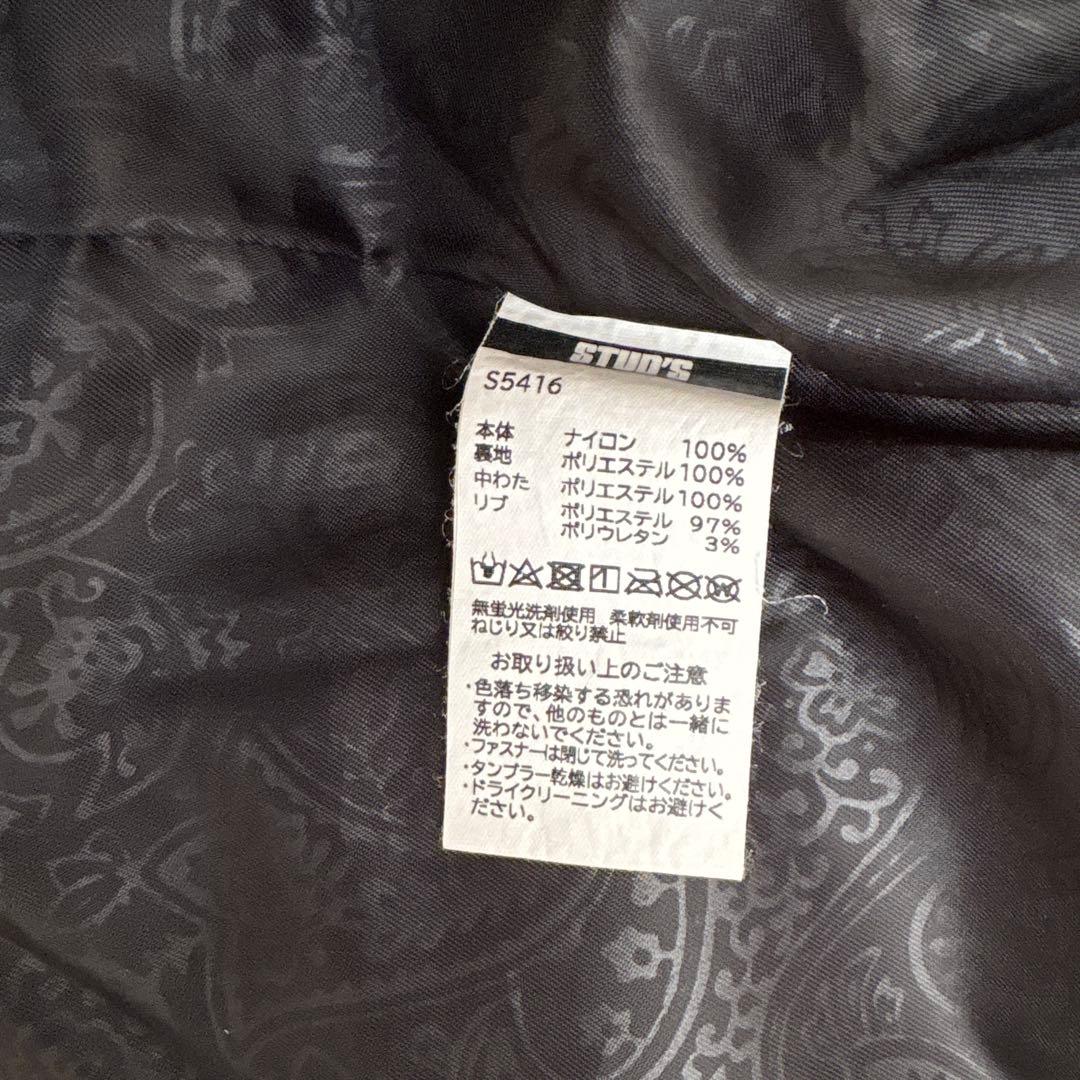 STUD'S
S5416
本体 ナイロン 100%
裏地 ポリエステル 100%
中わた ポリエステル 100%
リブ ポリエステル 97%
ポリウレタン 3%
無蛍光洗剤使用 柔軟剤使用不可
ねじり又は絞り禁止
お取り扱い上のご注意
・色落ち移染する恐れがありま
すので、他のものとは一緒に
洗わないでください。
・ファスナーは閉じて洗ってください。
・タンブラー乾燥はお避けください。
・ドライクリーニングはお避けく
ださい。